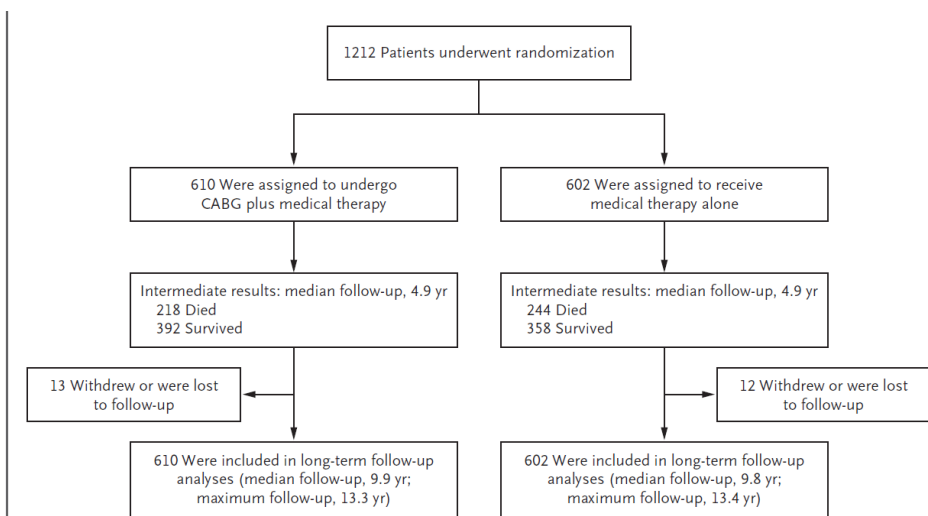 1212 Patients underwent randomization
610 Were assigned to undergo
CABG plus medical therapy
602 Were assigned to receive
medical therapy alone
Intermediate results: median follow-up, 4.9 yr
218 Died
392 Survived
Intermediate results: median follow-up, 4.9 yr
244 Died
358 Survived
13 Withdrew or were lost
to follow-up
12 Withdrew or were lost
to follow-up
610 Were included in long-term follow-up
analyses (median follow-up, 9.9 yr;
maximum follow-up, 13.3 yr)
602 Were included in long-term follow-up
analyses (median follow-up, 9.8 yr;
maximum follow-up, 13.4 yr)